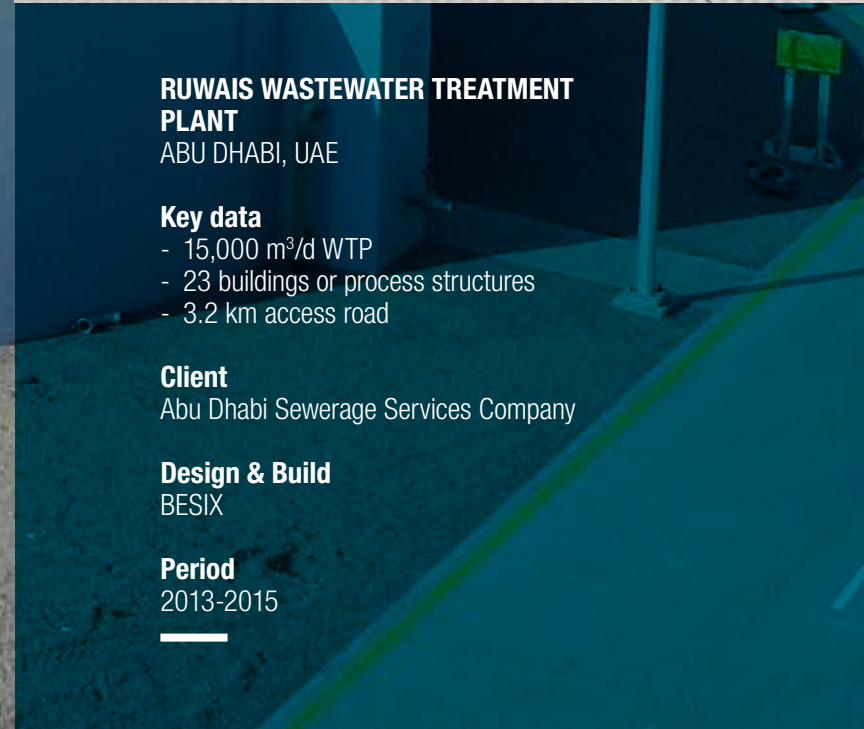 RUWAIS WASTEWATER TREATMENT
PLANT
ABU DHABI, UAE
Key data
- 15,000 m³/d WTP
- 23 buildings or process structures
- 3.2 km access road
Client
Abu Dhabi Sewerage Services Company
Design & Build
BESIX
Period
2013-2015